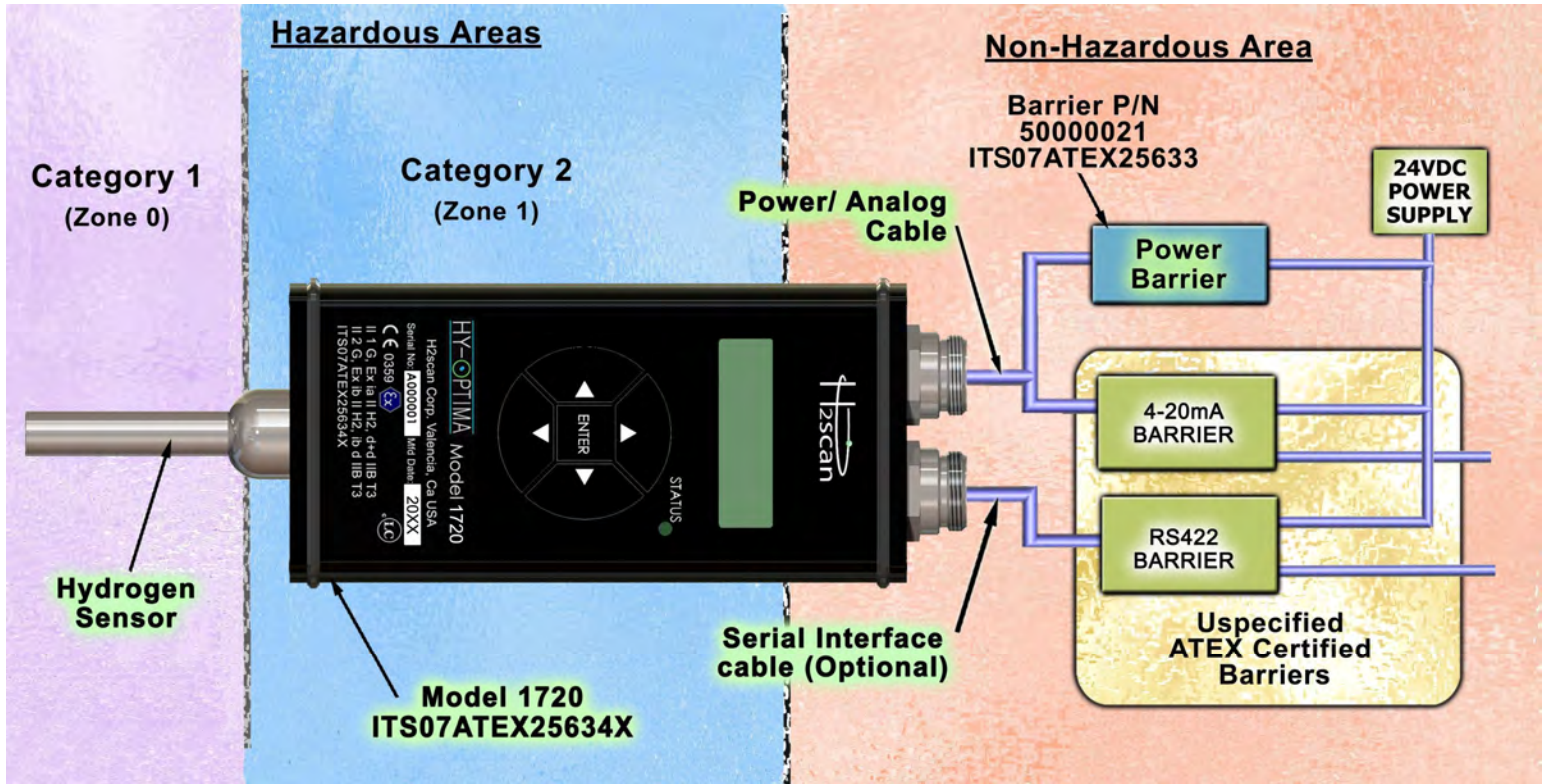 Hazardous Areas
Non-Hazardous Area
Category 1
(Zone 0)
Category 2
(Zone 1)
Barrier P/N
50000021
ITS07ATEX25633
24VDC
POWER
SUPPLY
Power/ Analog
Cable
Power
Barrier
4-20mA
BARRIER
RS422
BARRIER
Uspecified
ATEX Certified
Barriers
Serial Interface
cable (Optional)
Hydrogen
Sensor
Model 1720
ITS07ATEX25634X
H2scan
STATUS
ENTER
HY-OPTIMA Model 1720
H2scan Corp. Valencia, Ca USA
Serial No: A000001 Mfd Date: 20XX
CE 0359 Ex
II 1 G, Ex ia II H2, d+d IIB T3
II 2 G, Ex ib II H2, ib d IIB T3
ITS07ATEX25634X